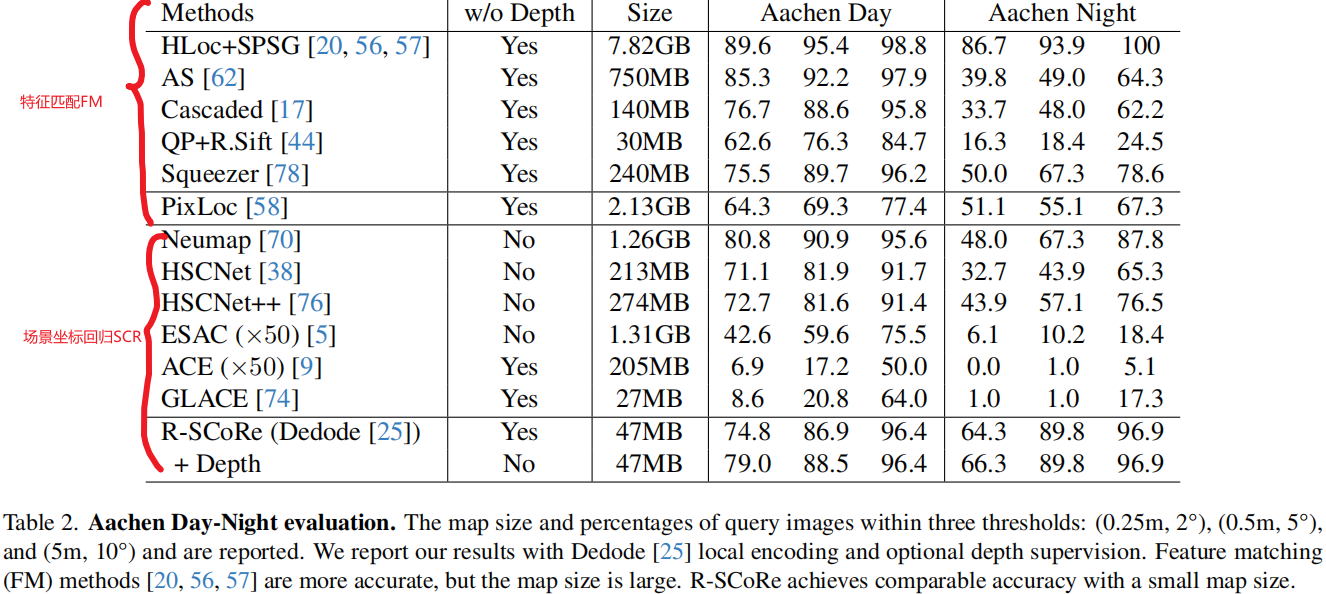 Methods w/o Depth Size Aachen Day Aachen Night
HLoc+SPSG [20, 56, 57] Yes 7.82GB 89.6 95.4 98.8 86.7 93.9 100
AS [62] Yes 750MB 85.3 92.2 97.9 39.8 49.0 64.3
特征匹配FM
Cascaded [17] Yes 140MB 76.7 88.6 95.8 33.7 48.0 62.2
QP+R.Sift [44] Yes 30MB 62.6 76.3 84.7 16.3 18.4 24.5
Squeezer [78] Yes 240MB 75.5 89.7 96.2 50.0 67.3 78.6
PixLoc [58] Yes 2.13GB 64.3 69.3 77.4 51.1 55.1 67.3
Neumap [70] No 1.26GB 80.8 90.9 95.6 48.0 67.3 87.8
HSCNet [38] No 213MB 71.1 81.9 91.7 32.7 43.9 65.3
HSCNet++ [76] No 274MB 72.7 81.6 91.4 43.9 57.1 76.5
场景坐标回归SCR
ESAC (×50) [5] No 1.31GB 42.6 59.6 75.5 6.1 10.2 18.4
ACE (×50) [9] Yes 205MB 6.9 17.2 50.0 0.0 1.0 5.1
GLACE [74] Yes 27MB 8.6 20.8 64.0 1.0 1.0 17.3
R-SCoRe (Dedode [25]) Yes 47MB 74.8 86.9 96.4 64.3 89.8 96.9
+ Depth No 47MB 79.0 88.5 96.4 66.3 89.8 96.9
Table 2. Aachen Day-Night evaluation. The map size and percentages of query images within three thresholds: (0.25m, 2°), (0.5m, 5°),
and (5m, 10°) and are reported. We report our results with Dedode [25] local encoding and optional depth supervision. Feature matching
(FM) methods [20, 56, 57] are more accurate, but the map size is large. R-SCoRe achieves comparable accuracy with a small map size.